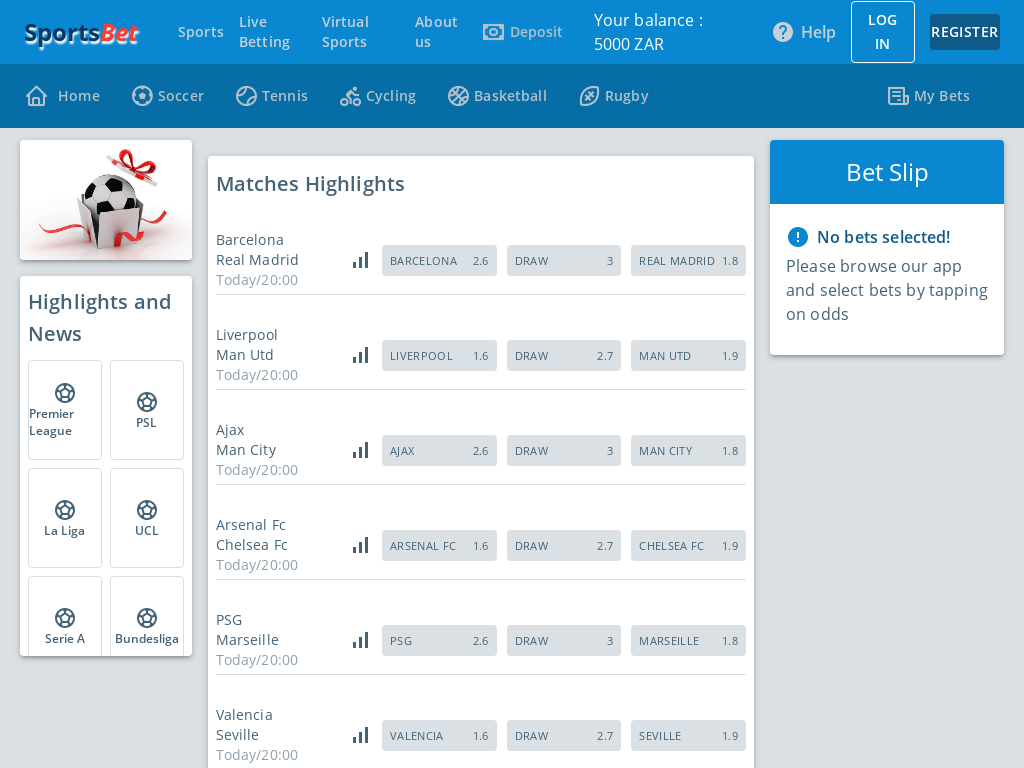 SportsBet
Sports
Live Betting
Virtual Sports
About us
Deposit
Your balance : 5000 ZAR
Help
LOG IN
REGISTER
Home
Soccer
Tennis
Cycling
Basketball
Rugby
My Bets
Highlights and
News
Premier
League
PSL
La Liga
UCL
Serie A
Bundesliga
Matches Highlights
Barcelona
Real Madrid
Today/20:00
BARCELONA 2.6
DRAW 3
REAL MADRID 1.8
Liverpool
Man Utd
Today/20:00
LIVERPOOL 1.6
DRAW 2.7
MAN UTD 1.9
Ajax
Man City
Today/20:00
AJAX 2.6
DRAW 3
MAN CITY 1.8
Arsenal Fc
Chelsea Fc
Today/20:00
ARSENAL FC 1.6
DRAW 2.7
CHELSEA FC 1.9
PSG
Marseille
Today/20:00
PSG 2.6
DRAW 3
MARSEILLE 1.8
Valencia
Seville
Today/20:00
VALENCIA 1.6
DRAW 2.7
SEVILLE 1.9
Bet Slip
No bets selected!
Please browse our app
and select bets by tapping
on odds